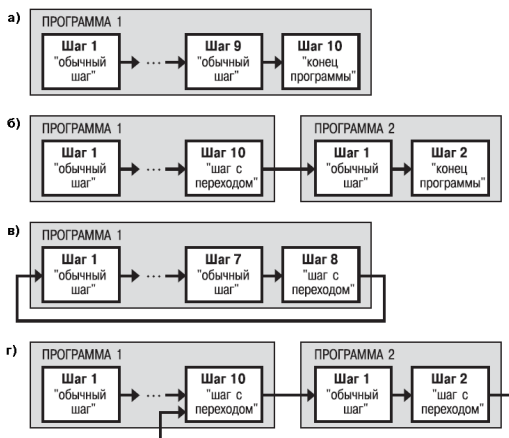 а)
ПРОГРАММА 1
Шаг 1
"обычный
шаг"
...
Шаг 9
"обычный
шаг"
Шаг 10
"конец
программы"
б)
ПРОГРАММА 1
Шаг 1
"обычный
шаг"
...
Шаг 10
"шаг с
переходом"
ПРОГРАММА 2
Шаг 1
"обычный
шаг"
Шаг 2
"конец
программы"
в)
ПРОГРАММА 1
Шаг 1
"обычный
шаг"
...
Шаг 7
"обычный
шаг"
Шаг 8
"шаг с
переходом"
г)
ПРОГРАММА 1
Шаг 1
"обычный
шаг"
...
Шаг 10
"шаг с
переходом"
ПРОГРАММА 2
Шаг 1
"обычный
шаг"
Шаг 2
"шаг с
переходом"